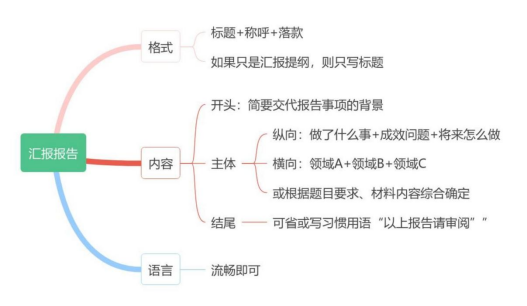 汇报报告
格式
标题+称呼+落款
如果只是汇报提纲，则只写标题
内容
开头：简要交代报告事项的背景
主体
纵向：做了什么事+成效问题+将来怎么做
横向：领域A+领域B+领域C
或根据题目要求、材料内容综合确定
结尾
可省或写习惯用语“以上报告请审阅””
语言
流畅即可